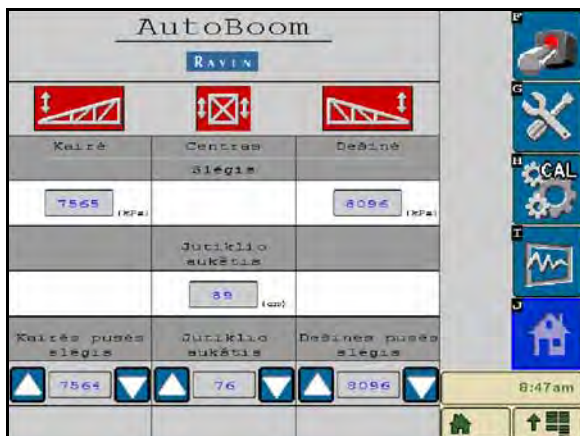 AutoBoom
RAVEN
Kairė Centras Dešinė
Slėgis
7565 (kPa) 8096 (kPa)
Jutiklio
aukštis
89 (cm)
Kairės pusės Jutiklio Dešinės pusės
slėgis aukštis slėgis
7564 76 8096
F
G
H
CAL
I
J
8:47am